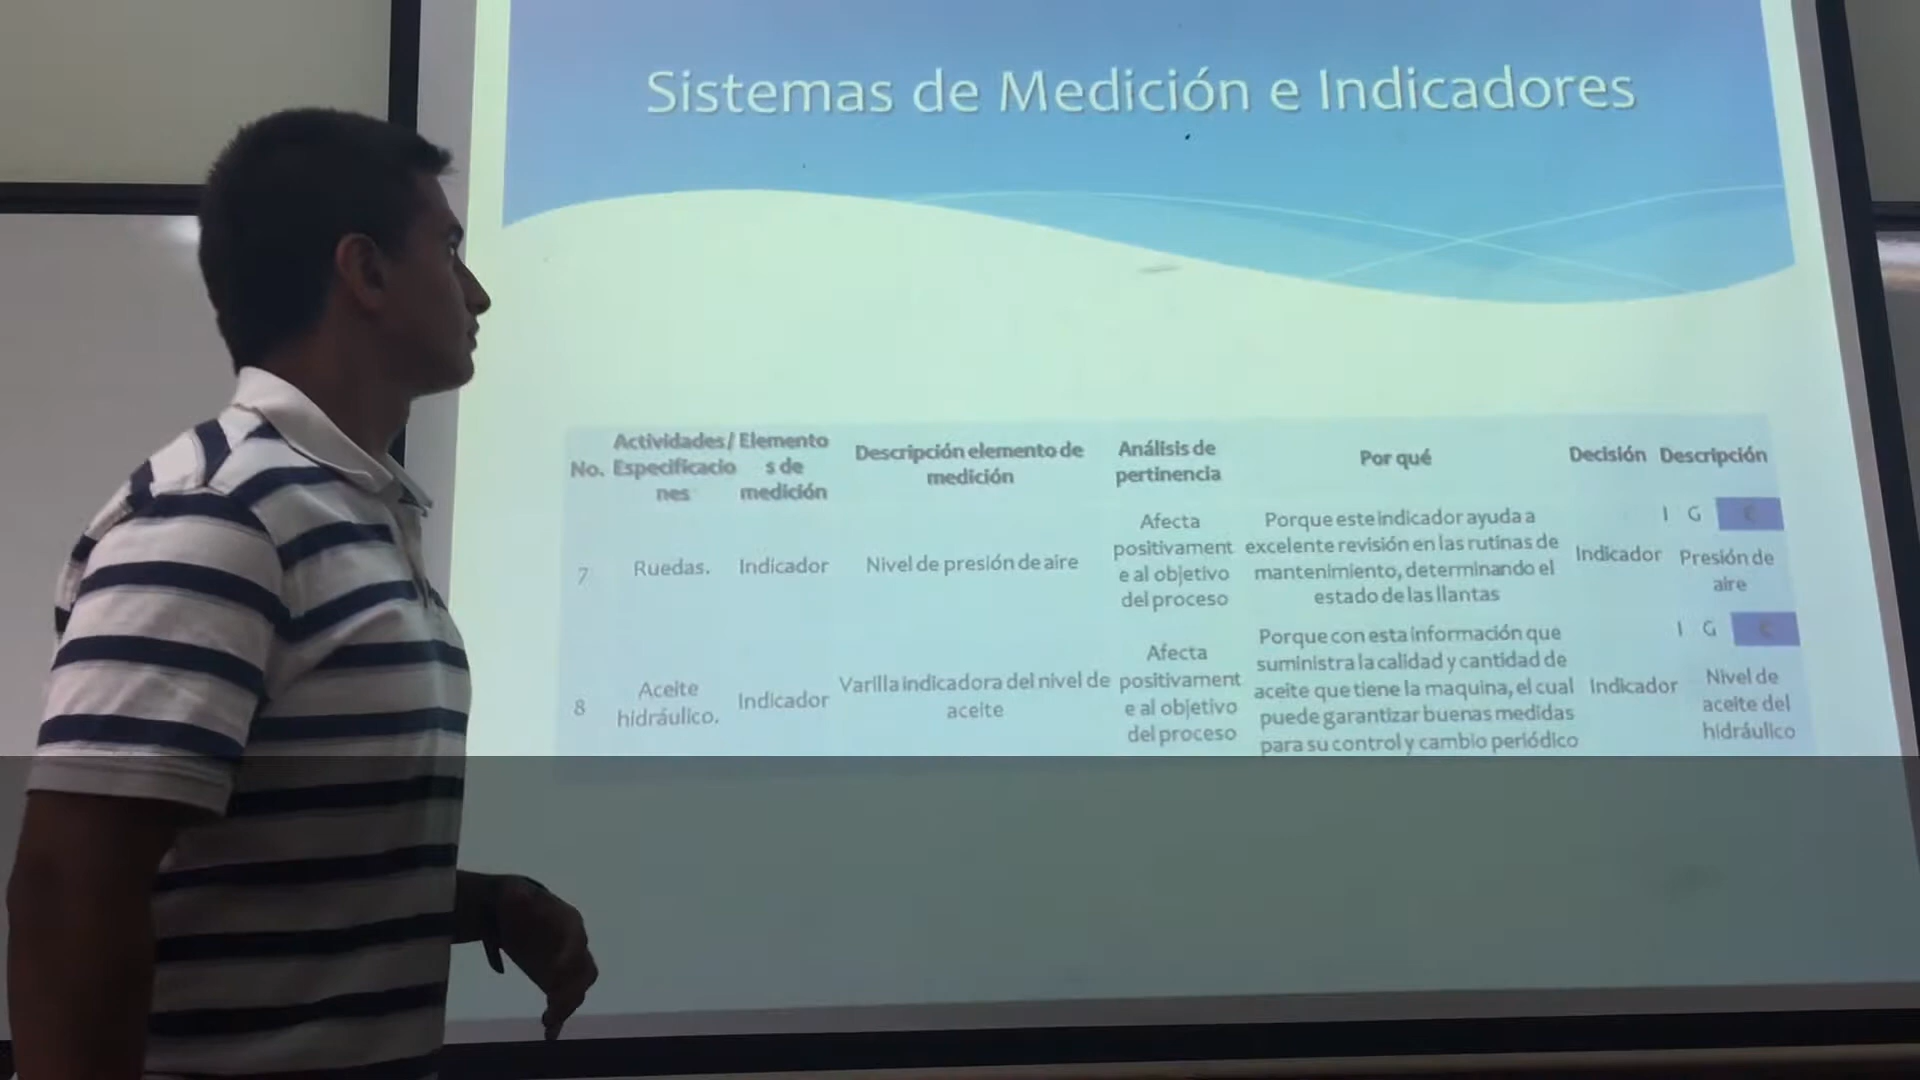 Sistemas de Medición e Indicadores
No.
Actividades/
Especificacio
nes
Elemento
s de
medición
Descripción elemento de
medición
Análisis de
pertinencia
Por qué
Decisión
Descripción
7
Ruedas.
Indicador
Nivel de presión de aire
Afecta
positivament
e al objetivo
del proceso
Porque este indicador ayuda a
excelente revisión en las rutinas de
mantenimiento, determinando el
estado de las llantas
Indicador
I G
Presión de
aire
8
Aceite
hidráulico.
Indicador
Varilla indicadora del nivel de
aceite
Afecta
positivament
e al objetivo
del proceso
Porque con esta información que
suministra la calidad y cantidad de
aceite que tiene la maquina, el cual
puede garantizar buenas medidas
para su control y cambio periódico
Indicador
I G
Nivel de
aceite del
hidráulico